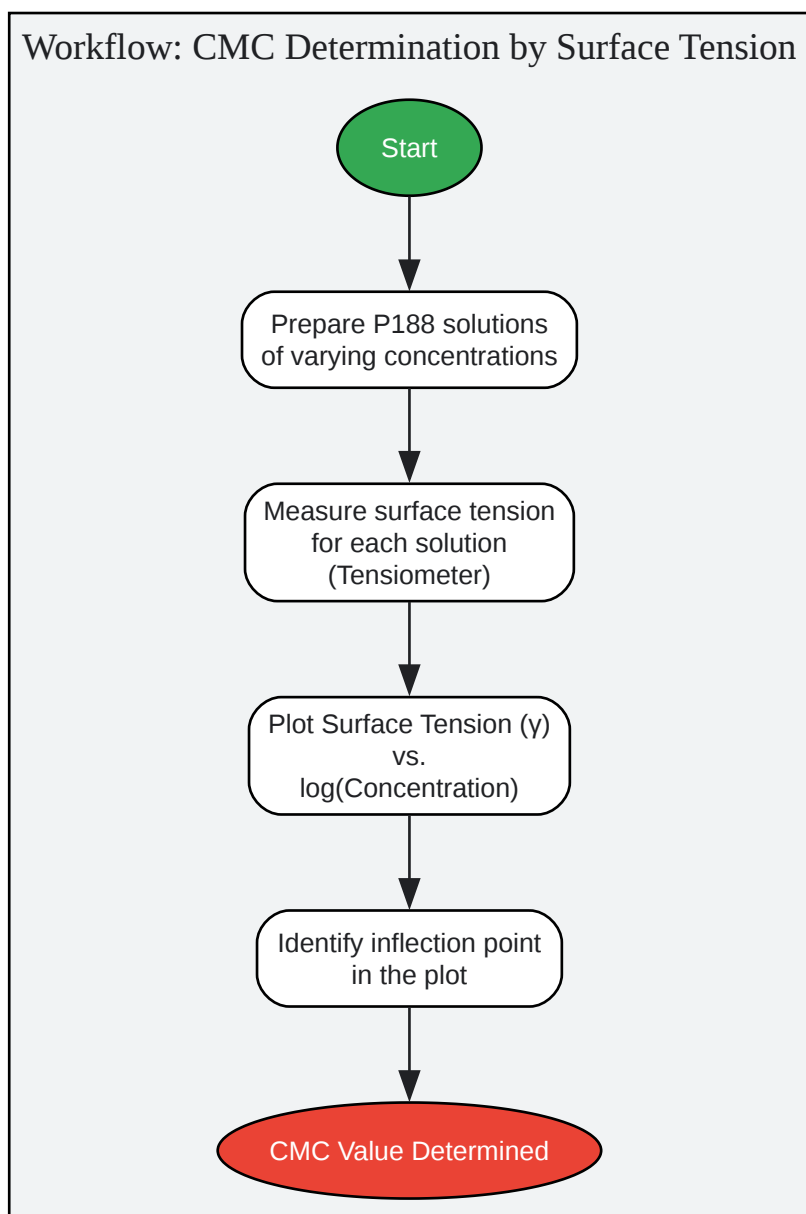 Workflow: CMC Determination by Surface Tension
Start
Prepare P188 solutions
of varying concentrations
Measure surface tension
for each solution
(Tensiometer)
Plot Surface Tension (γ)
vs.
log(Concentration)
Identify inflection point
in the plot
CMC Value Determined